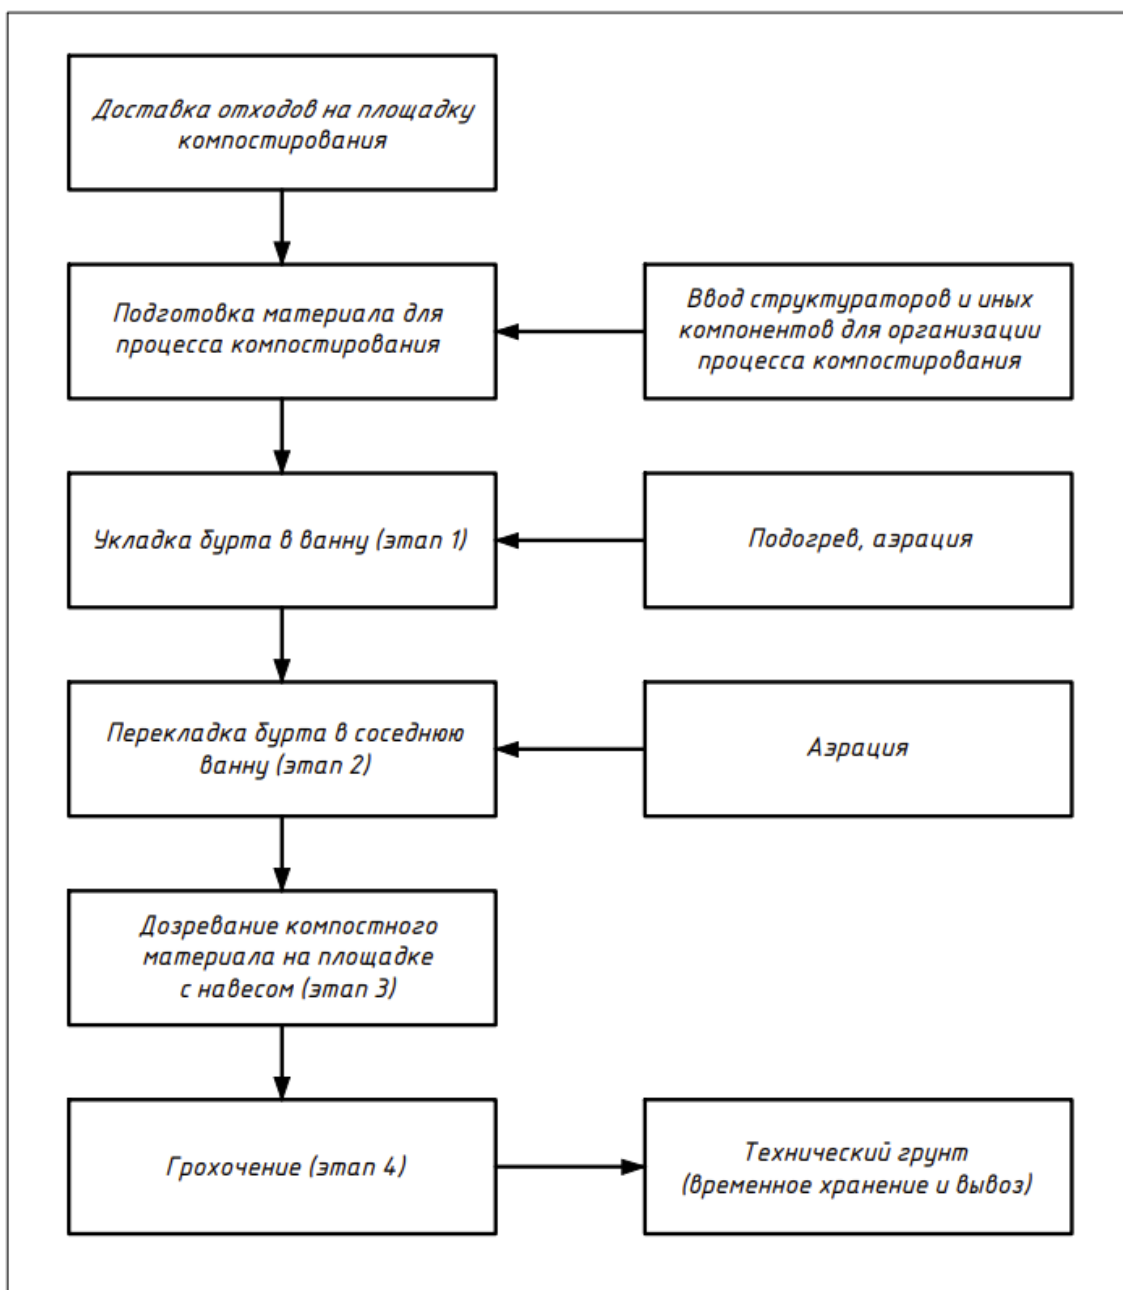 Доставка отходов на площадку
компостирования
Подготовка материала для
процесса компостирования
Ввод структураторов и иных
компонентов для организации
процесса компостирования
Укладка бурта в ванну (этап 1)
Подогрев, аэрация
Перекладка бурта в соседнюю
ванну (этап 2)
Аэрация
Дозревание компостного
материала на площадке
с навесом (этап 3)
Грохочение (этап 4)
Технический грунт
(временное хранение и вывоз)